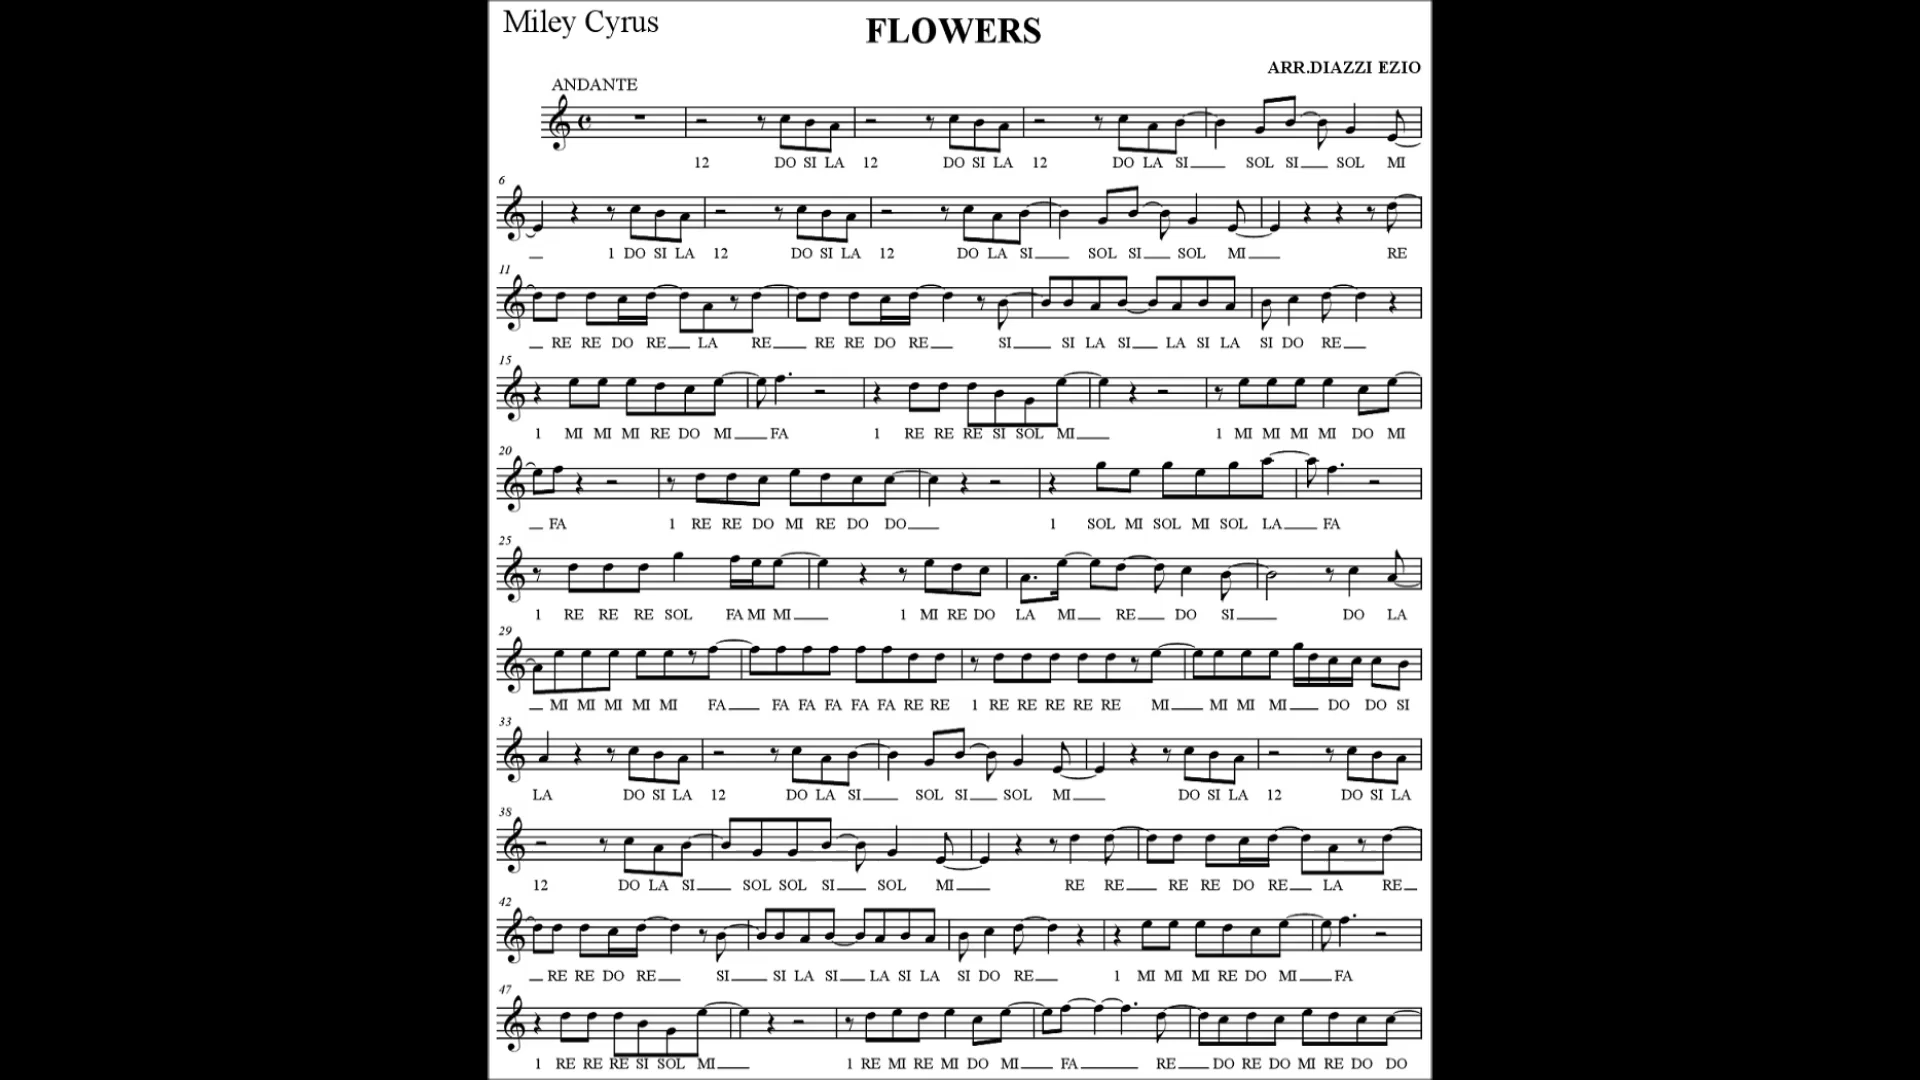 Miley Cyrus
FLOWERS
ARR.DIAZZI EZIO
ANDANTE
12 DO SI LA 12 DO SI LA 12 DO LA SI SOL SI SOL MI
6
1 DO SI LA 12 DO SI LA 12 DO LA SI SOL SI SOL MI RE
11
RE RE DO RE LA RE RE RE DO RE SI SI LA SI LA SI LA SI DO RE
15
1 MI MI MI RE DO MI FA 1 RE RE RE SI SOL MI 1 MI MI MI MI DO MI
20
FA 1 RE RE DO MI RE DO DO 1 SOL MI SOL MI SOL LA FA
25
1 RE RE RE SOL FA MI MI 1 MI RE DO LA MI RE DO SI DO LA
29
MI MI MI MI MI FA FA FA FA FA FA RE RE 1 RE RE RE RE RE MI MI MI MI DO DO SI
33
LA DO SI LA 12 DO LA SI SOL SI SOL MI DO SI LA 12 DO SI LA
38
12 DO LA SI SOL SOL SI SOL MI RE RE RE RE DO RE LA RE
42
RE RE DO RE SI SI LA SI LA SI LA SI DO RE 1 MI MI MI RE DO MI FA
47
1 RE RE RE SI SOL MI 1 RE MI RE MI DO MI FA RE DO RE DO MI RE DO DO